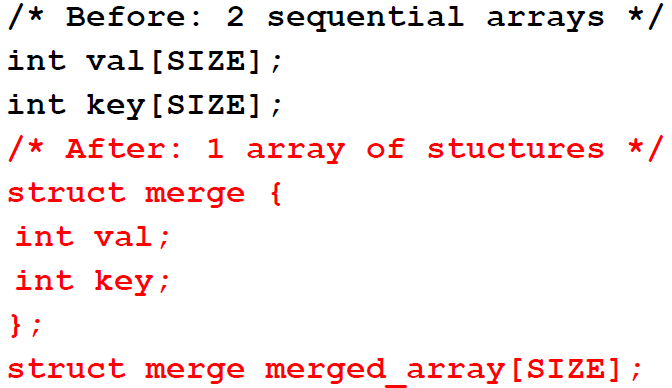 /* Before: 2 sequential arrays */
int val[SIZE];
int key[SIZE];
/* After: 1 array of stuctures */
struct merge {
int val;
int key;
};
struct merge merged_array[SIZE];